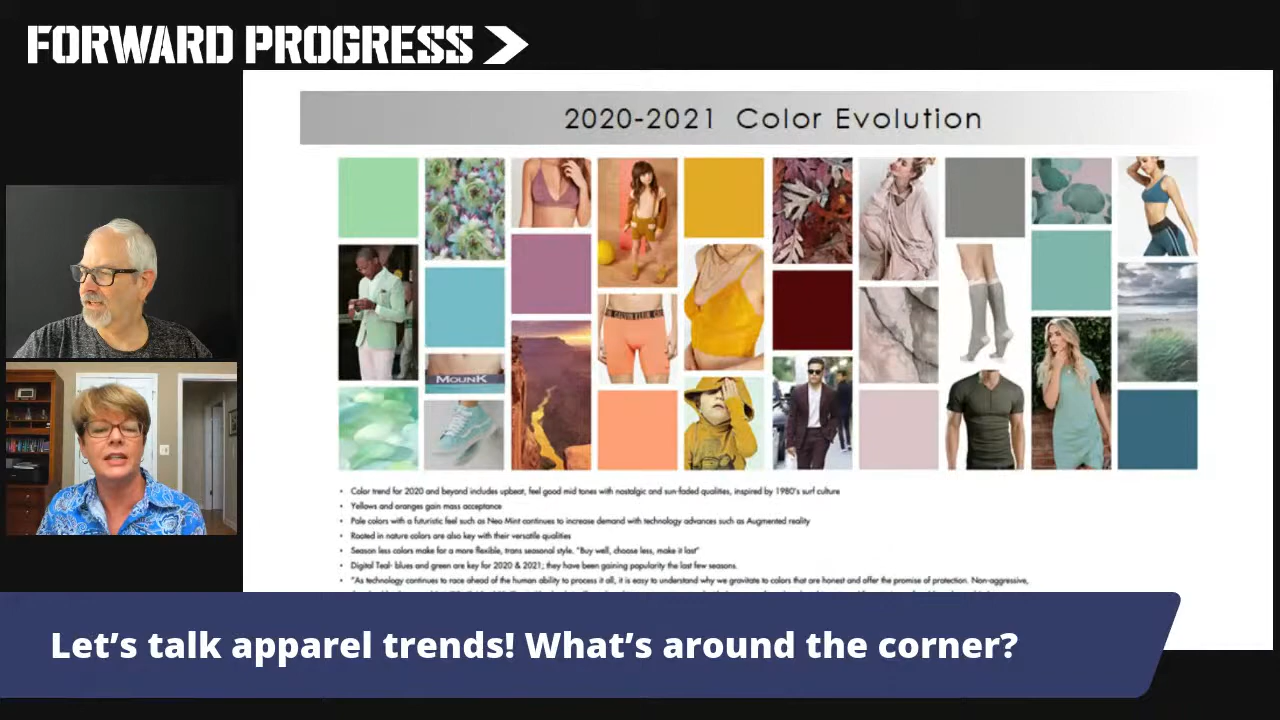 FORWARD PROGRESS
2020-2021 Color Evolution
CALVIN KLEIN
MOUNK
• Color trend for 2020 and beyond includes upbeat, feel good mid tones with nostalgic and sun-faded qualities, inspired by 1980's surf culture
• Yellows and oranges gain mass acceptance
• Pale colors with a futuristic feel such as Neo Mint continues to increase demand with technology advances such as Augmented reality
• Rooted in nature colors are also key with their versatile qualities
• Season less colors make for a more flexible, trans seasonal style. "Buy well, choose less, make it last"
• Digital Teal- blues and green are key for 2020 & 2021; they have been gaining popularity the last few seasons.
• "As technology continues to race ahead of the human ability to process it all, it is easy to understand why we gravitate to colors that are honest and offer the promise of protection. Non-aggressive,
Let's talk apparel trends! What's around the corner?